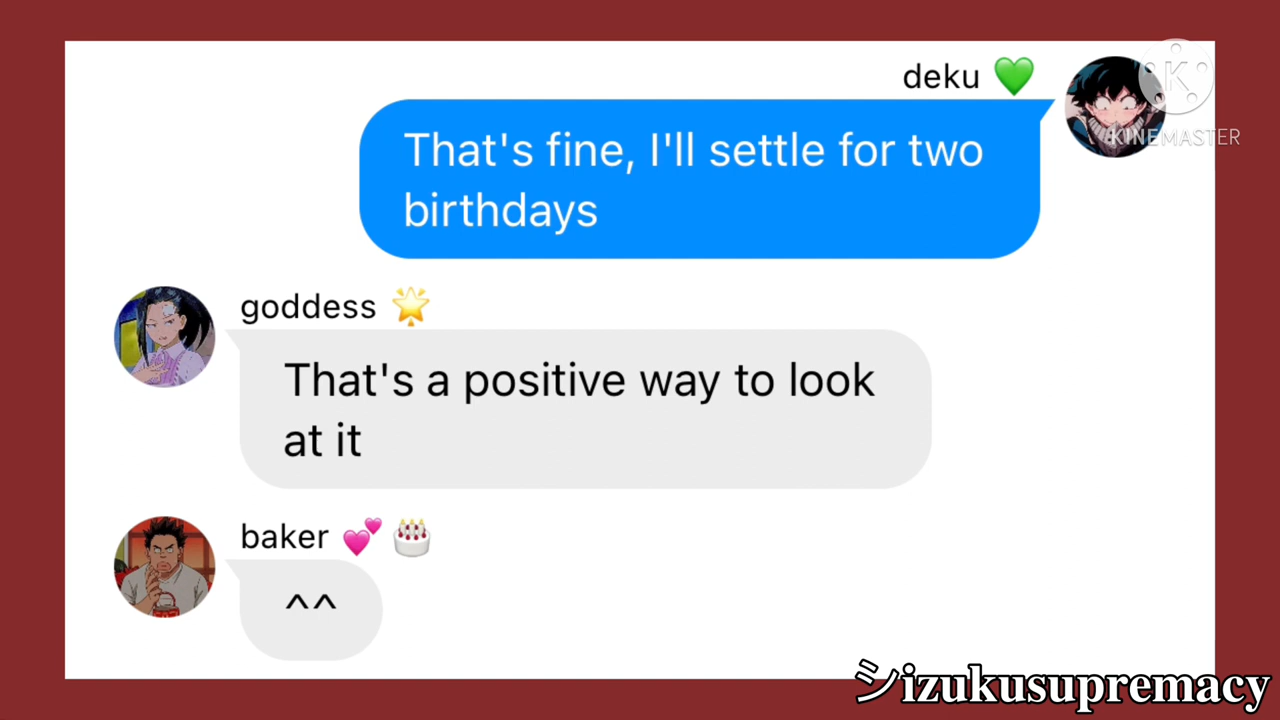 deku 💚
K
KINEMASTER
That's fine, I'll settle for two
birthdays
goddess 🌟
That's a positive way to look
at it
baker 💕 🎂
^^
シizukusupremacy